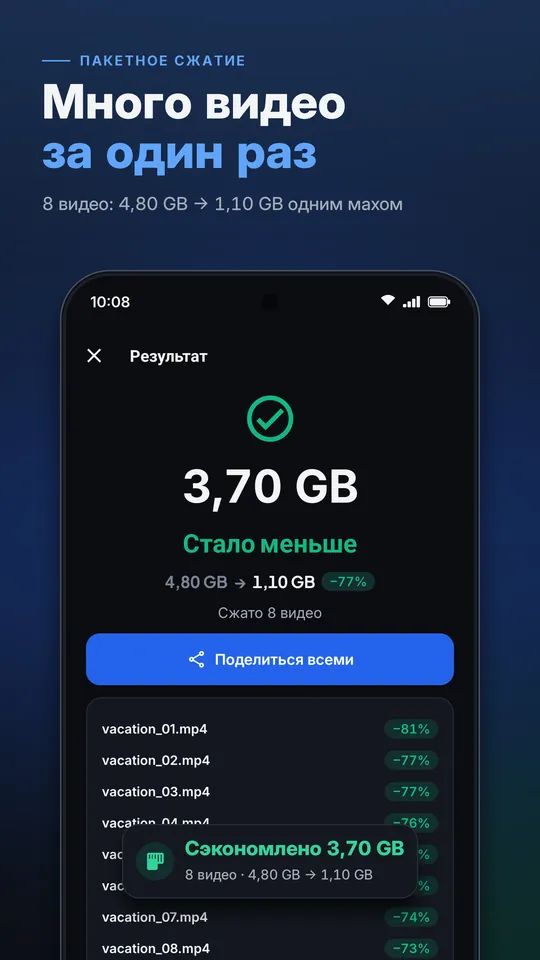 ПАКЕТНОЕ СЖАТИЕ
Много видео
за один раз
8 видео: 4,80 GB → 1,10 GB одним махом
10:08
Результат
3,70 GB
Стало меньше
4,80 GB → 1,10 GB −77%
Сжато 8 видео
Поделиться всеми
vacation_01.mp4 −81%
vacation_02.mp4 −77%
vacation_03.mp4 −77%
vacation_04.mp4 −76%
Сэкономлено 3,70 GB
8 видео · 4,80 GB → 1,10 GB
vacation_07.mp4 −74%
vacation_08.mp4 −73%